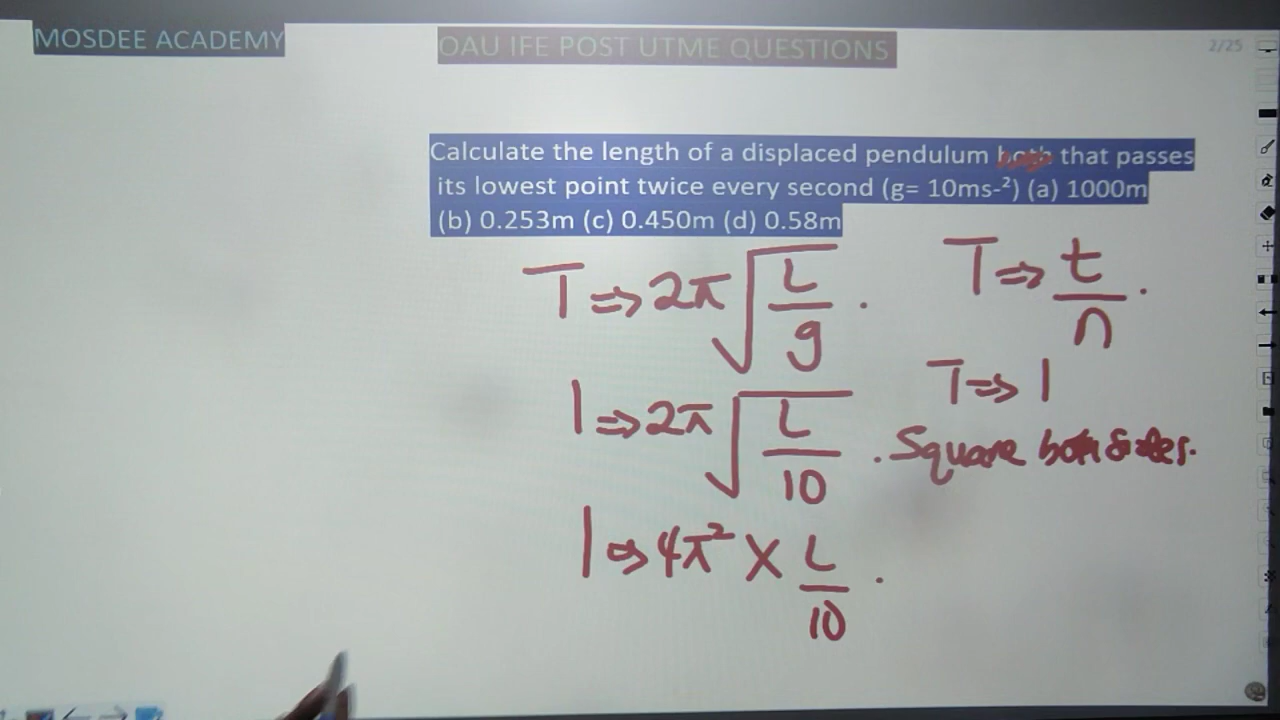 MOSDEE ACADEMY
OAU IFE POST UTME QUESTIONS
2/25
Calculate the length of a displaced pendulum both that passes
its lowest point twice every second (g= 10ms-²) (a) 1000m
(b) 0.253m (c) 0.450m (d) 0.58m
T => 2π√(L/g) .
T => t/n .
T => 1
1 => 2π√(L/10) . Square both sides.
1 => 4π² X L/10 .